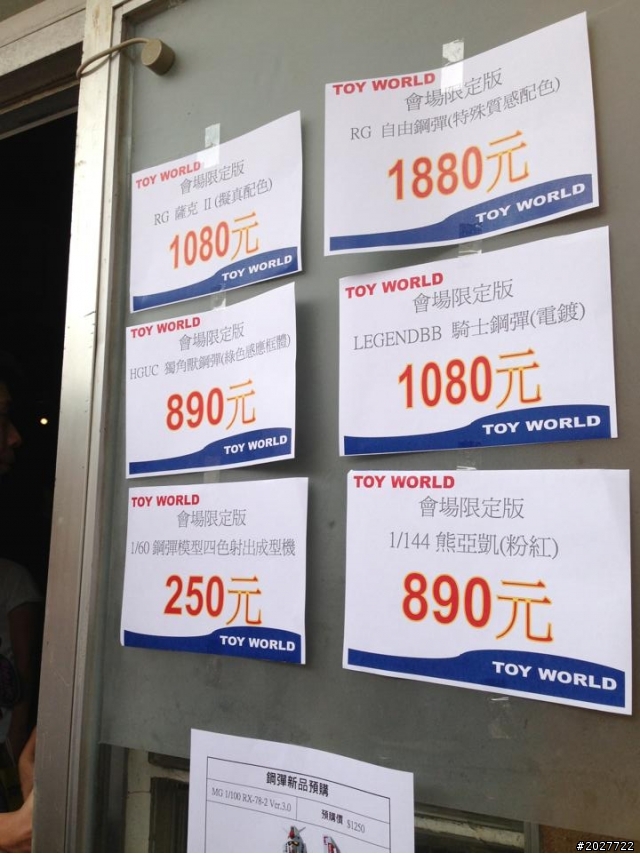 TOY WORLD
會場限定版
RG 薩克 II(擬真配色)
1080元
TOY WORLD
TOY WORLD
會場限定版
RG 自由鋼彈(特殊質感配色)
1880元
TOY WORLD
TOY WORLD
會場限定版
HGUC 獨角獸鋼彈(綠色感應框體)
890元
TOY WORLD
TOY WORLD
會場限定版
LEGENDBB 騎士鋼彈(電鍍)
1080元
TOY WORLD
TOY WORLD
會場限定版
1/60 鋼彈模型四色射出成型機
250元
TOY WORLD
TOY WORLD
會場限定版
1/144 熊亞凱(粉紅)
890元
TOY WORLD
鋼彈新品預購
MG 1/100 RX-78-2 Ver.3.0
預購價 $1250
#2027722